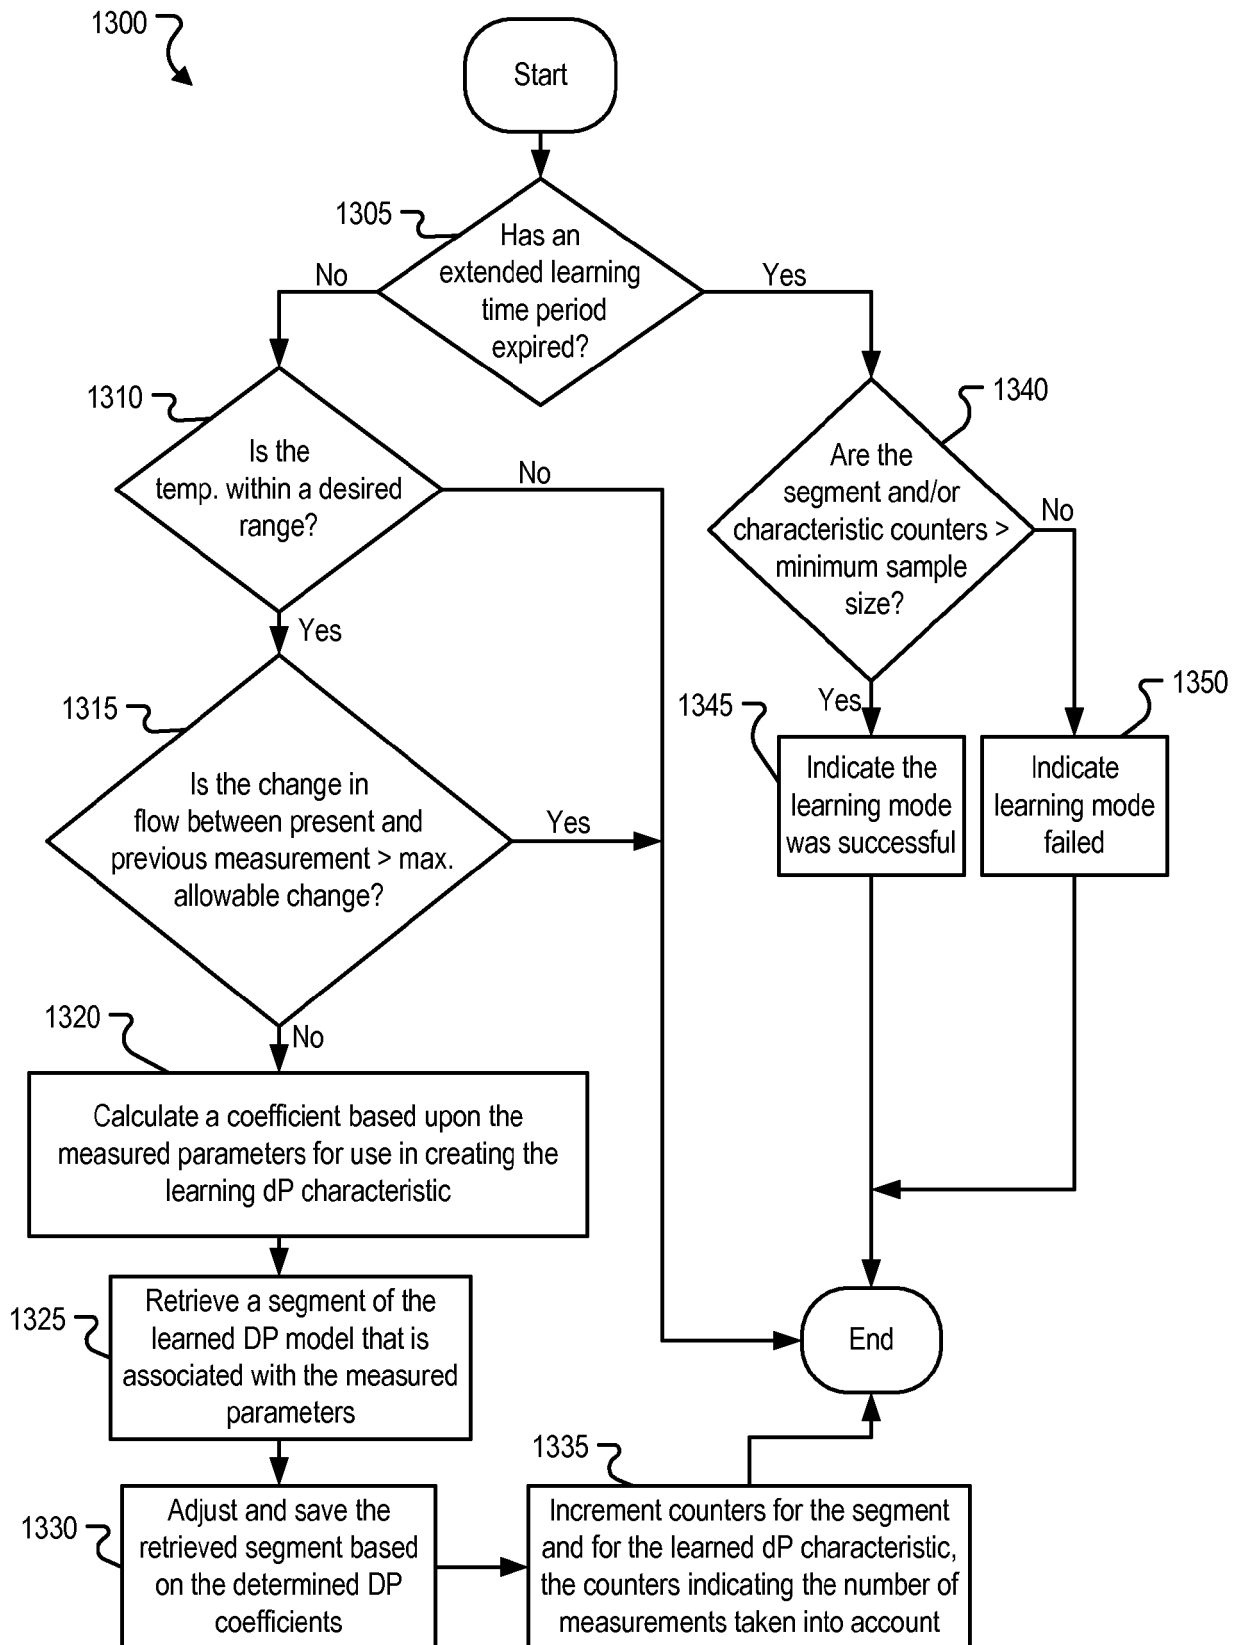 1300
Start
1305
Has an
extended learning
time period
expired?
No
Yes
1310
Is the
temp. within a desired
range?
No
Yes
1340
Are the
segment and/or
characteristic counters >
minimum sample
size?
No
Yes
1315
Is the change in
flow between present and
previous measurement > max.
allowable change?
Yes
No
1345
Indicate the
learning mode
was successful
1350
Indicate
learning mode
failed
1320
Calculate a coefficient based upon the
measured parameters for use in creating the
learning dP characteristic
1325
Retrieve a segment of the
learned DP model that is
associated with the measured
parameters
End
1330
Adjust and save the
retrieved segment based
on the determined DP
coefficients
1335
Increment counters for the segment
and for the learned dP characteristic,
the counters indicating the number of
measurements taken into account